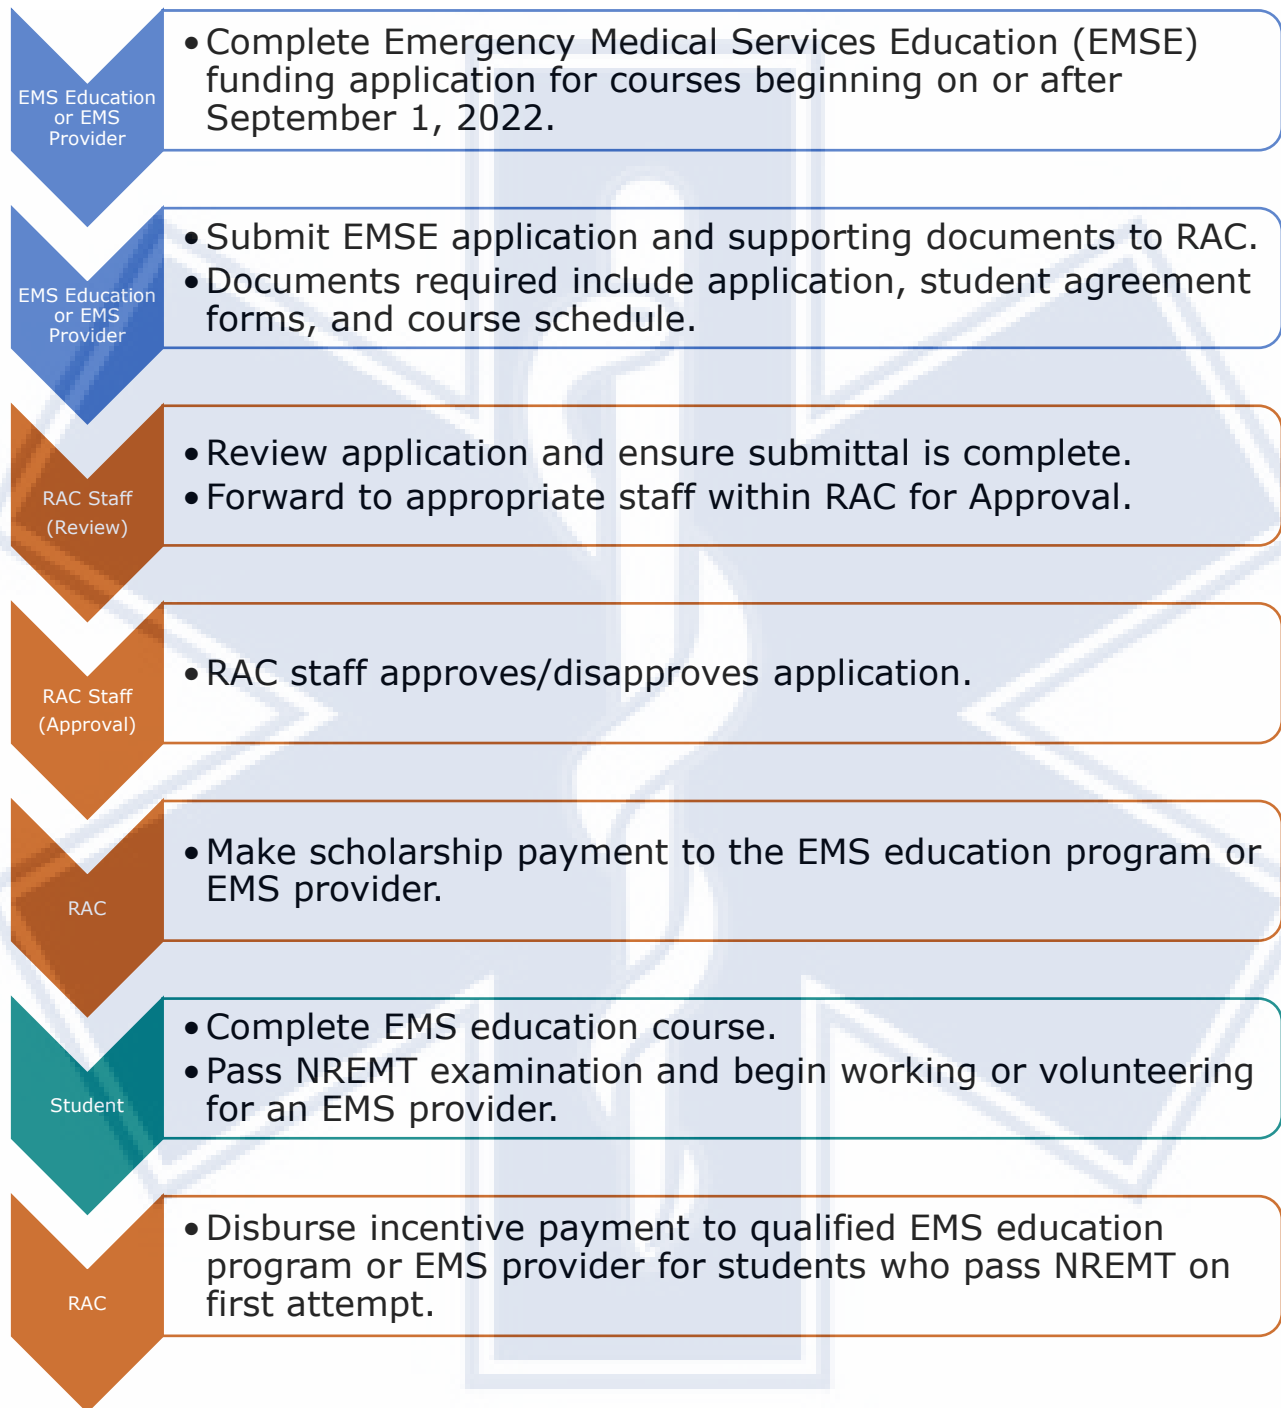 EMS Education
or EMS
Provider
• Complete Emergency Medical Services Education (EMSE)
funding application for courses beginning on or after
September 1, 2022.
EMS Education
or EMS
Provider
• Submit EMSE application and supporting documents to RAC.
• Documents required include application, student agreement
forms, and course schedule.
RAC Staff
(Review)
• Review application and ensure submittal is complete.
• Forward to appropriate staff within RAC for Approval.
RAC Staff
(Approval)
• RAC staff approves/disapproves application.
RAC
• Make scholarship payment to the EMS education program or
EMS provider.
Student
• Complete EMS education course.
• Pass NREMT examination and begin working or volunteering
for an EMS provider.
RAC
• Disburse incentive payment to qualified EMS education
program or EMS provider for students who pass NREMT on
first attempt.